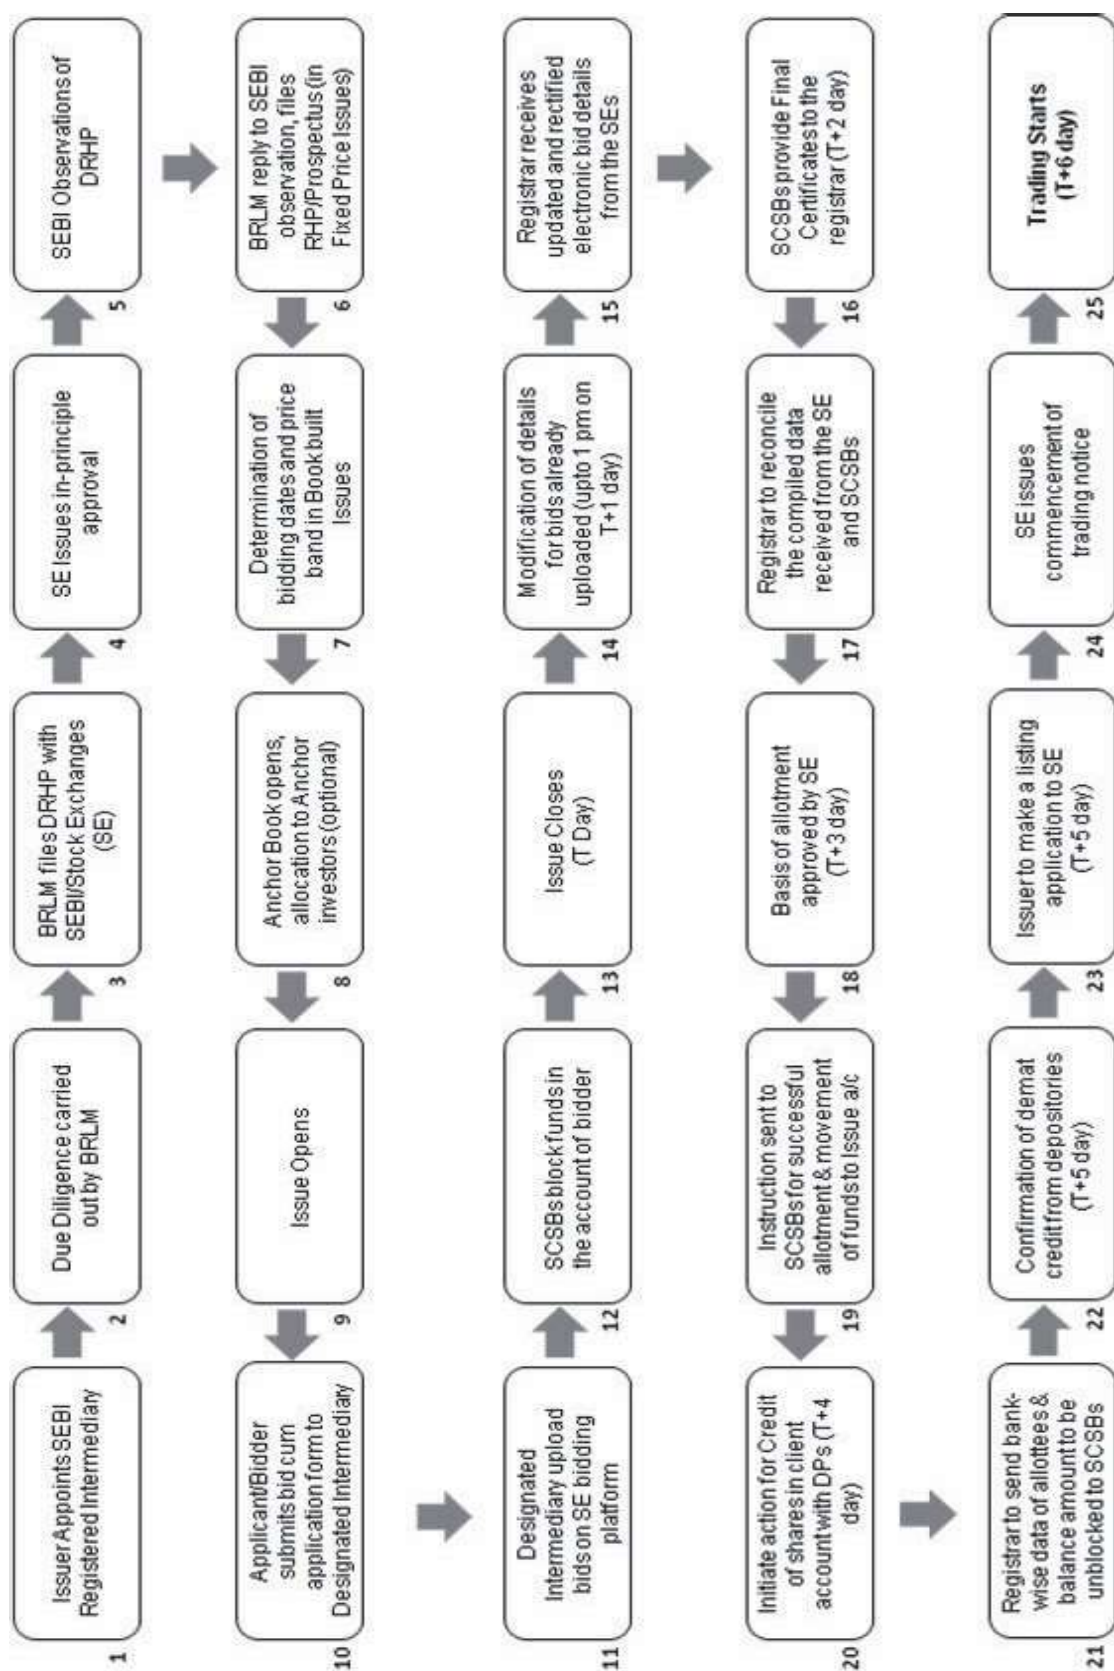 1
Issuer Appoints SEBI
Registered Intermediary
2
Due Diligence carried
out by BRLM
3
BRLM files DRHP with
SEBI/Stock Exchanges
(SE)
4
SE Issues in-principle
approval
5
SEBI Observations of
DRHP
6
BRLM reply to SEBI
observation, files
RHP/Prospectus (in
Fixed Price Issues)
7
Determination of
bidding dates and price
band in Book built
Issues
8
Anchor Book opens,
allocation to Anchor
investors (optional)
9
Issue Opens
10
Applicant/Bidder
submits bid cum
application form to
Designated Intermediary
11
Designated
Intermediary upload
bids on SE bidding
platform
12
SCSBs block funds in
the account of bidder
13
Issue Closes
(T Day)
14
Modification of details
for bids already
uploaded (upto 1 pm on
T+1 day)
15
Registrar receives
updated and rectified
electronic bid details
from the SEs
16
SCSBs provide Final
Certificates to the
registrar (T+2 day)
17
Registrar to reconcile
the compiled data
received from the SE
and SCSBs
18
Basis of allotment
approved by SE
(T+3 day)
19
Instruction sent to
SCSBs for successful
allotment & movement
of funds to Issue a/c
20
Initiate action for Credit
of shares in client
account with DPs (T+4
day)
21
Registrar to send bank-
wise data of allottees &
balance amount to be
unblocked to SCSBs
22
Confirmation of demat
credit from depositories
(T+5 day)
23
Issuer to make a listing
application to SE
(T+5 day)
24
SE issues
commencement of
trading notice
25
Trading Starts
(T+6 day)